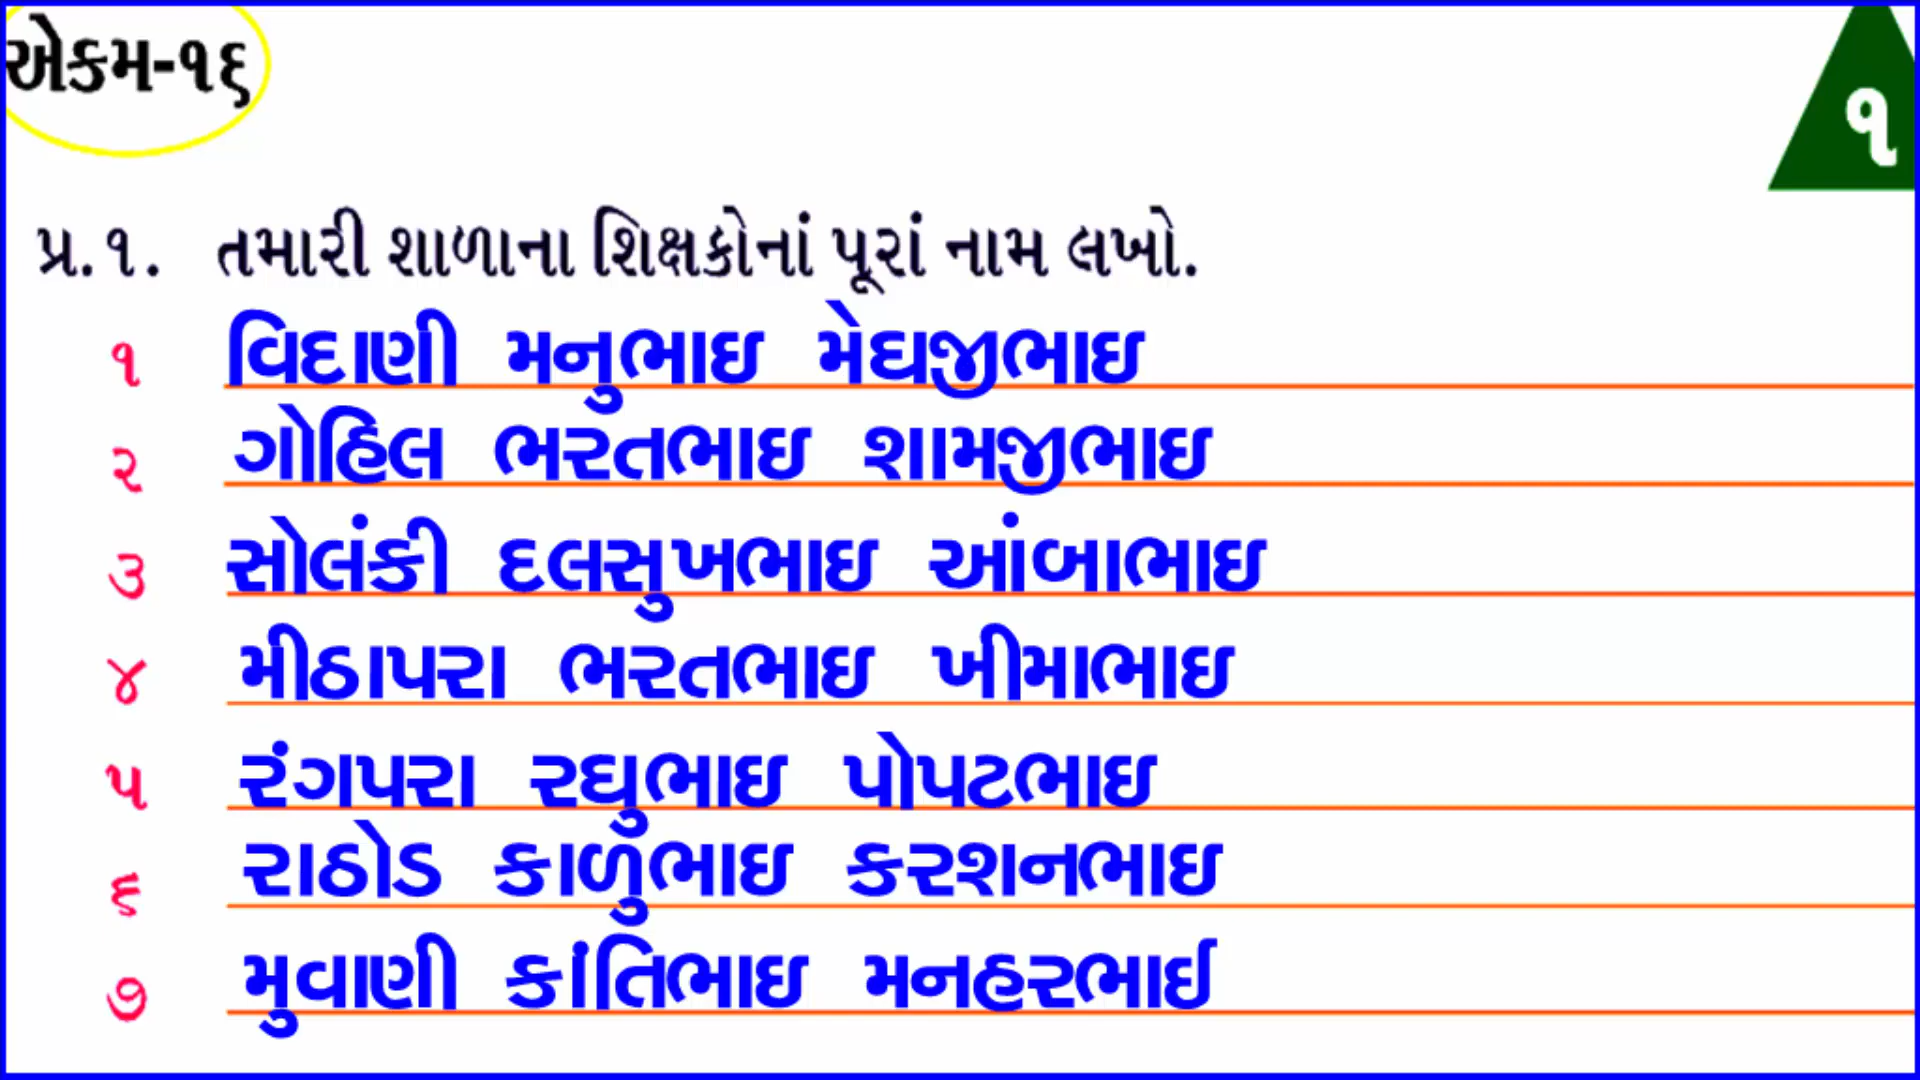 એકમ-૧૬
૧
પ્ર.૧. તમારી શાળાના શિક્ષકોનાં પૂરાં નામ લખો.
૧ વિદાણી મનુભાઇ મેઘજીભાઇ
૨ ગોહિલ ભરતભાઇ શામજીભાઇ
૩ સોલંકી દલસુખભાઇ આંબાભાઇ
૪ મીઠાપરા ભરતભાઇ ખીમાભાઇ
૫ રંગપરા રઘુભાઇ પોપટભાઇ
૬ રાઠોડ કાળુભાઇ કરશનભાઇ
૭ મુવાણી કાંતિભાઇ મનહરભાઈ